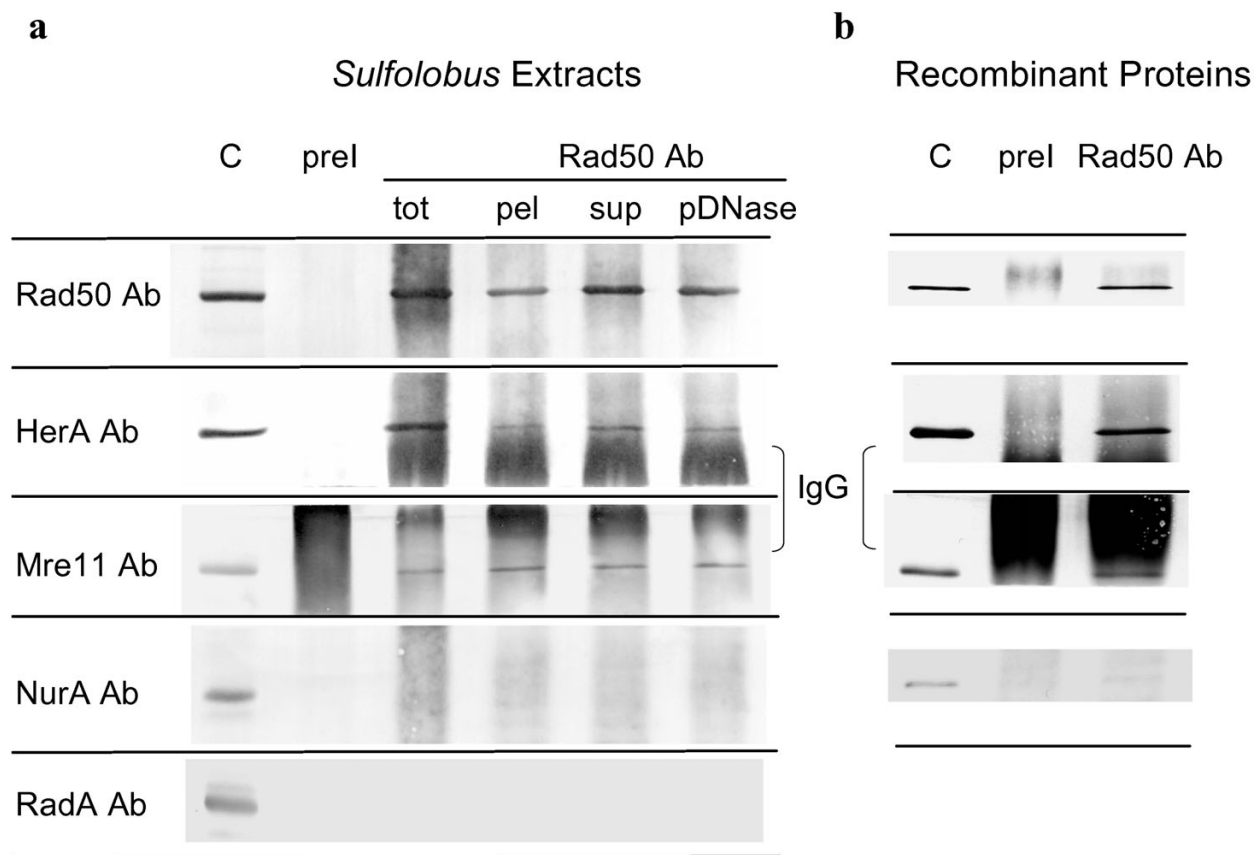 a b
Sulfolobus Extracts Recombinant Proteins
C preI Rad50 Ab C preI Rad50 Ab
tot pel sup pDNase
Rad50 Ab
HerA Ab
IgG
Mre11 Ab
NurA Ab
RadA Ab